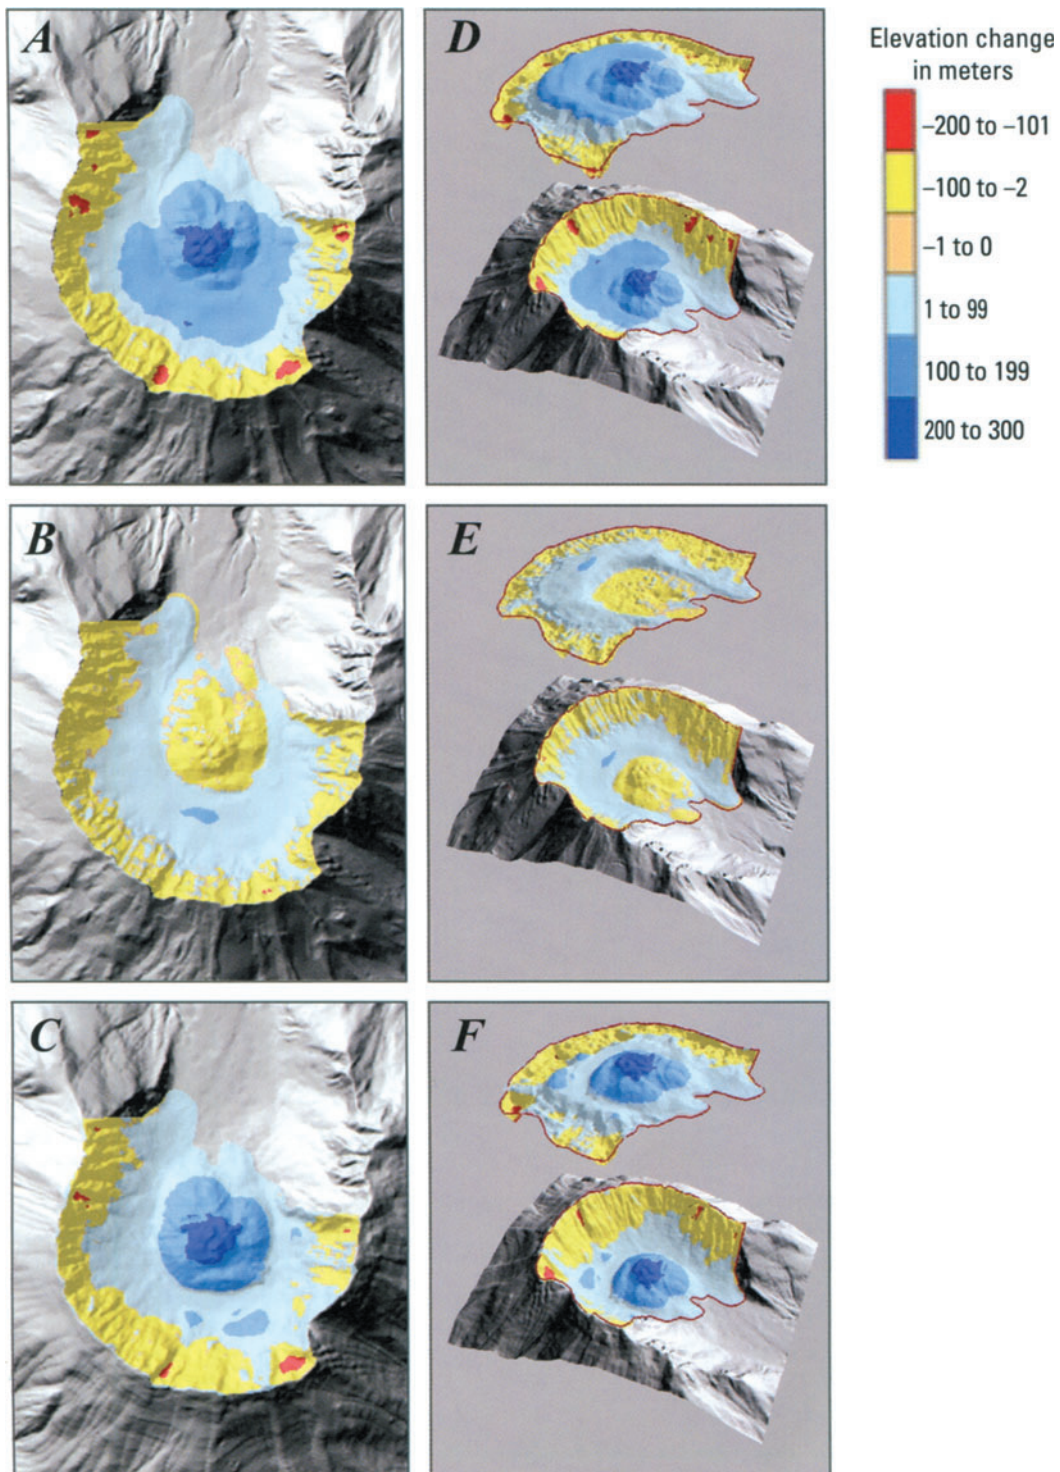 A
D
Elevation change
in meters
–200 to –101
–100 to –2
–1 to 0
1 to 99
100 to 199
200 to 300
B
E
C
F